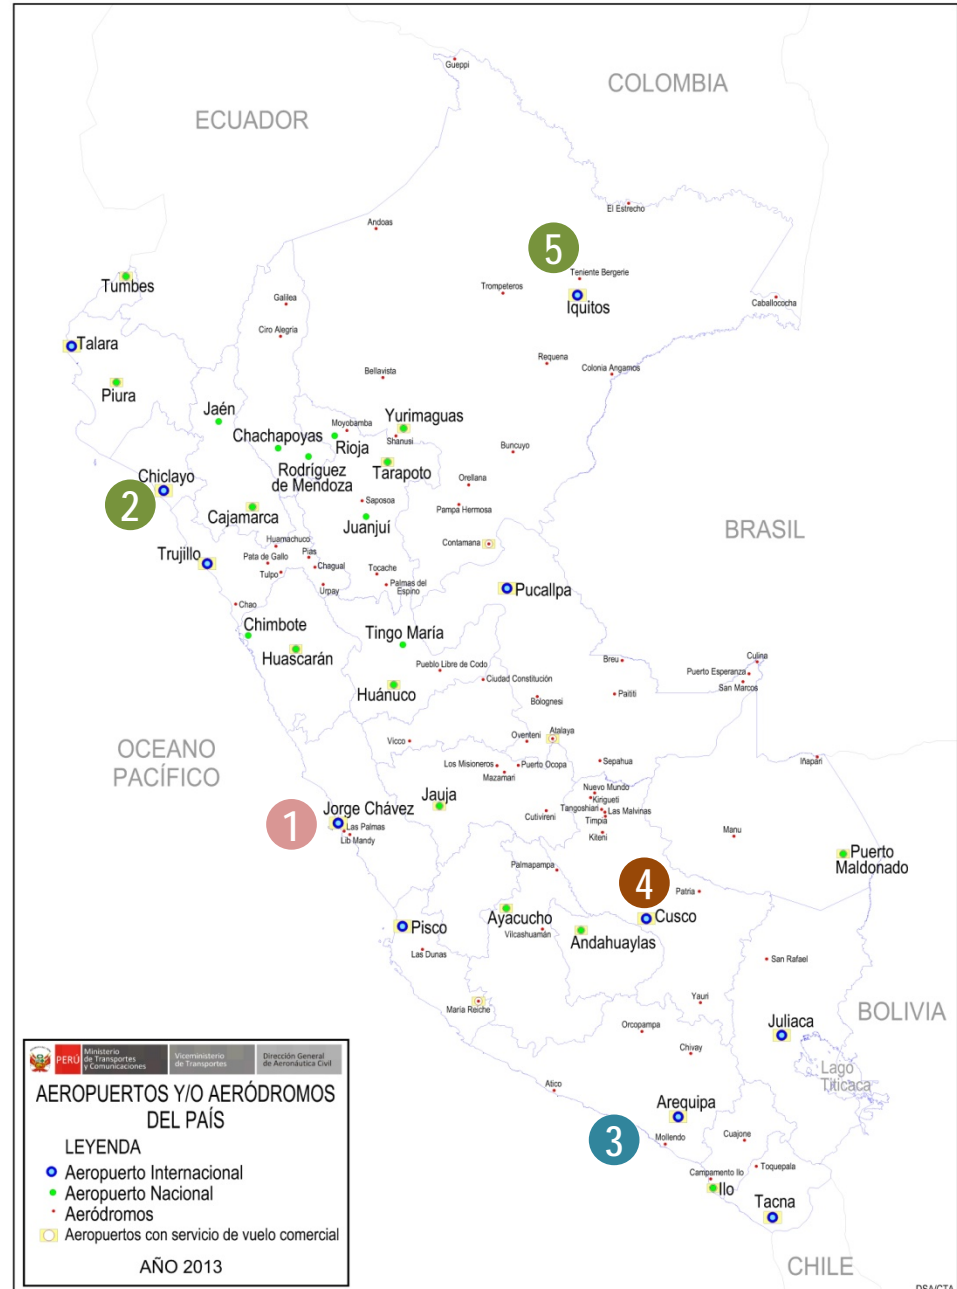 COLOMBIA
ECUADOR
Gueppi
El Estrecho
Andoas
5
Teniente Bergerie
Trompeteros
Iquitos
Caballococha
Tumbes
Galilea
Ciro Alegria
Talara
Requena
Colonia Angamos
Bellavista
Piura
Jaén
Yurimaguas
Moyobamba
Chachapoyas
Rioja
Shanusi
Buncuyo
Rodríguez
de Mendoza
Tarapoto
Chiclayo
2
Orellana
Saposoa
Pampa Hermosa
Cajamarca
Juanjuí
BRASIL
Contamana
Huamachuco
Trujillo
Pata de Gallo
Pias
Chagual
Tulpo
Tocache
Urpay
Palmas del
Espino
Pucallpa
Chao
Chimbote
Tingo María
Huascarán
Pueblo Libre de Codo
Ciudad Constitución
Breu
Culina
Puerto Esperanza
San Marcos
Huánuco
Bolognesi
Paititi
OCEANO
PACÍFICO
Vicco
Oventeni
Atalaya
Los Misioneros
Puerto Ocopa
Mazamari
Sepahua
Iñapari
Nuevo Mundo
Kirigueti
Jauja
Tangoshiari
Las Malvinas
Cutivireni
Timpia
Kiteni
1
Jorge Chávez
Las Palmas
Lib Mandy
Manu
Puerto
Maldonado
Palmapampa
4
Patria
Ayacucho
Cusco
Pisco
Vilcashuamán
Andahuaylas
Las Dunas
San Rafael
Maria Reiche
Yauri
BOLIVIA
Orcopampa
Juliaca
Chivay
Lago
Titicaca
Atico
Arequipa
3
Mollendo
Cuajone
Campamento Ilo
Toquepala
Ilo
Tacna
CHILE
PERÚ
Ministerio
de Transportes
y Comunicaciones
Viceministerio
de Transportes
Dirección General
de Aeronáutica Civil
AEROPUERTOS Y/O AERÓDROMOS
DEL PAÍS
LEYENDA
Aeropuerto Internacional
Aeropuerto Nacional
Aeródromos
Aeropuertos con servicio de vuelo comercial
AÑO 2013